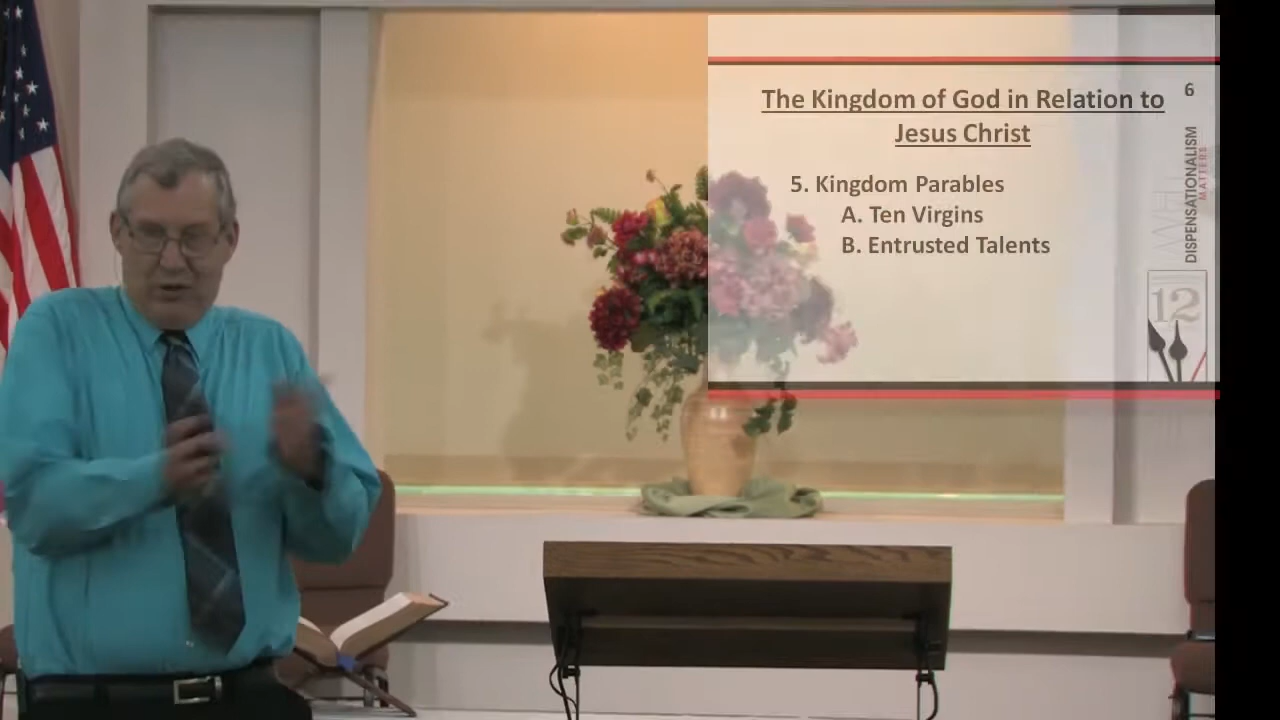 The Kingdom of God in Relation to
Jesus Christ
6
5. Kingdom Parables
A. Ten Virgins
B. Entrusted Talents
DISPENSATIONALISM
MATTERS
12